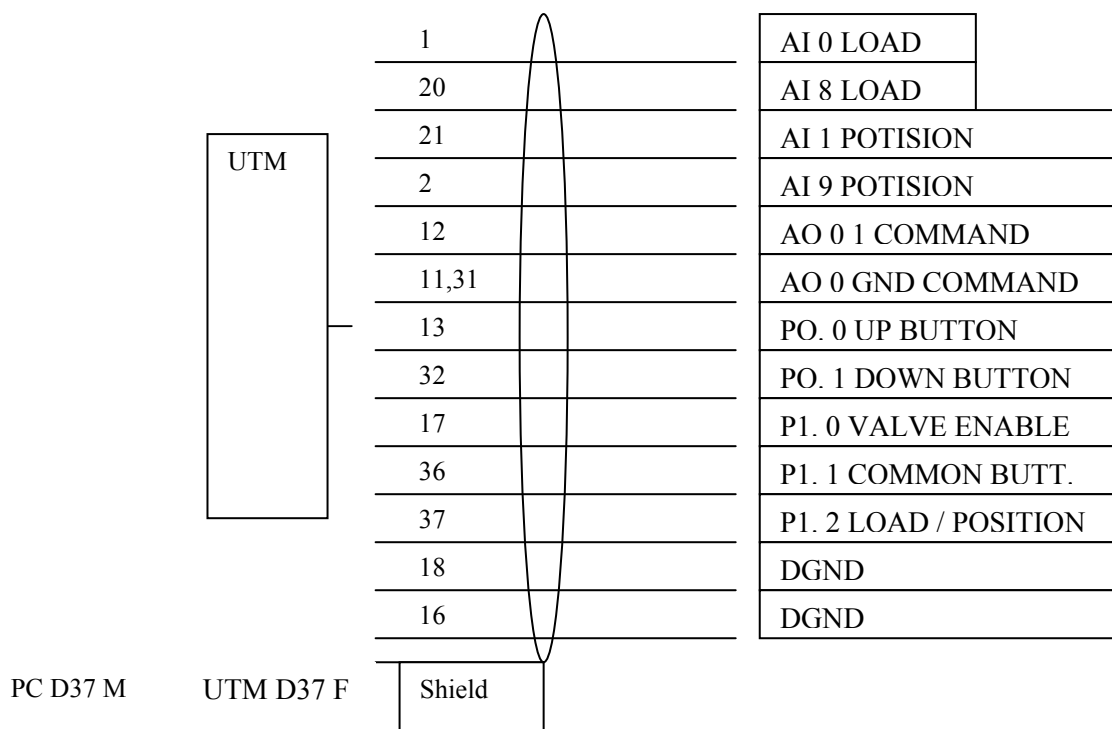 1 AI 0 LOAD
20 AI 8 LOAD
21 AI 1 POTISION
UTM
2 AI 9 POTISION
12 AO 0 1 COMMAND
11,31 AO 0 GND COMMAND
13 PO. 0 UP BUTTON
32 PO. 1 DOWN BUTTON
17 P1. 0 VALVE ENABLE
36 P1. 1 COMMON BUTT.
37 P1. 2 LOAD / POSITION
18 DGND
16 DGND
PC D37 M UTM D37 F Shield